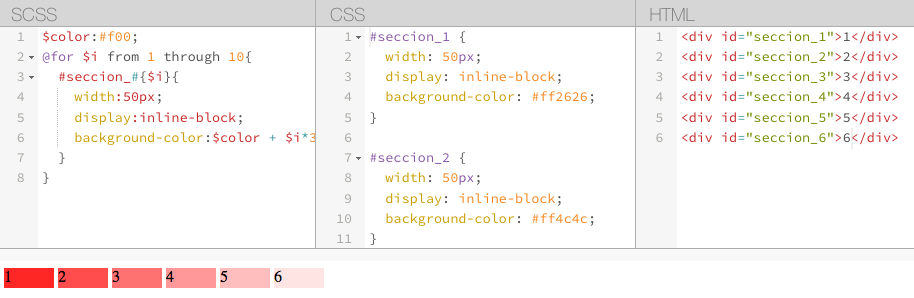 SCSS
1 $color:#f00;
2 @for $i from 1 through 10{
3 #seccion_#{$i}{
4 width:50px;
5 display:inline-block;
6 background-color:$color + $i*3
7 }
8 }
CSS
1 #seccion_1 {
2 width: 50px;
3 display: inline-block;
4 background-color: #ff2626;
5 }
6
7 #seccion_2 {
8 width: 50px;
9 display: inline-block;
10 background-color: #ff4c4c;
11 }
HTML
1 <div id="seccion_1">1</div>
2 <div id="seccion_2">2</div>
3 <div id="seccion_3">3</div>
4 <div id="seccion_4">4</div>
5 <div id="seccion_5">5</div>
6 <div id="seccion_6">6</div>
1 2 3 4 5 6